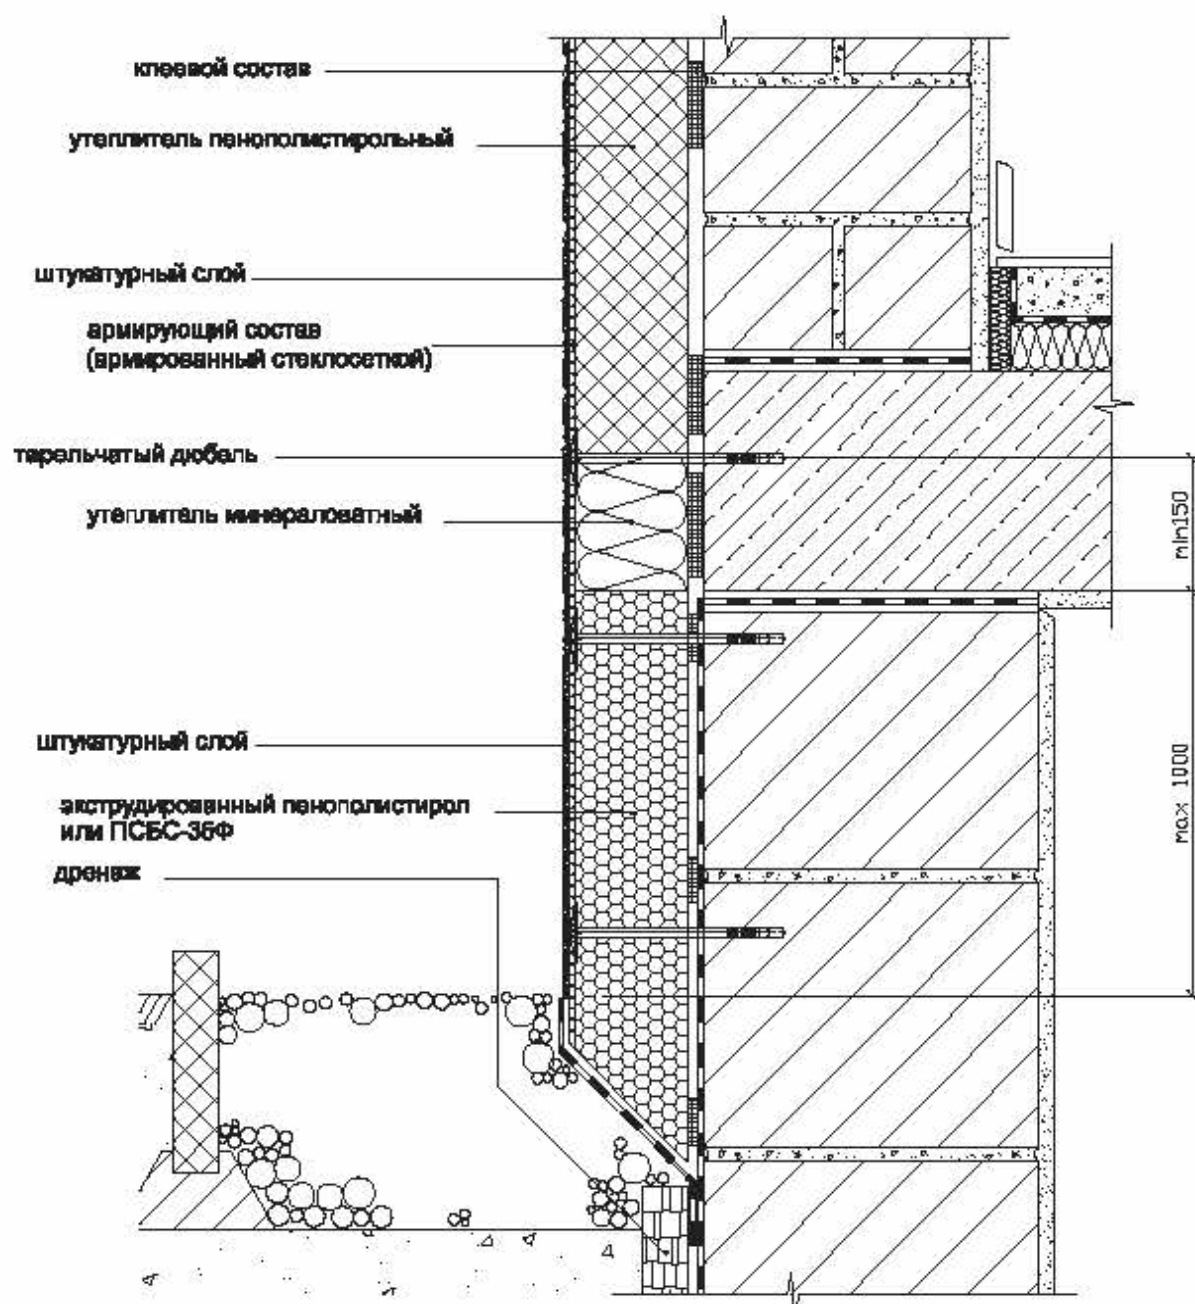 клеевой состав
утеплитель пенополистирольный
штукатурный слой
армирующий состав
(армированный стеклосеткой)
тарельчатый дюбель
утеплитель минераловатный
min150
штукатурный слой
max 1000
экструдированный пенополистирол
или ПСБС-35Ф
дренаж